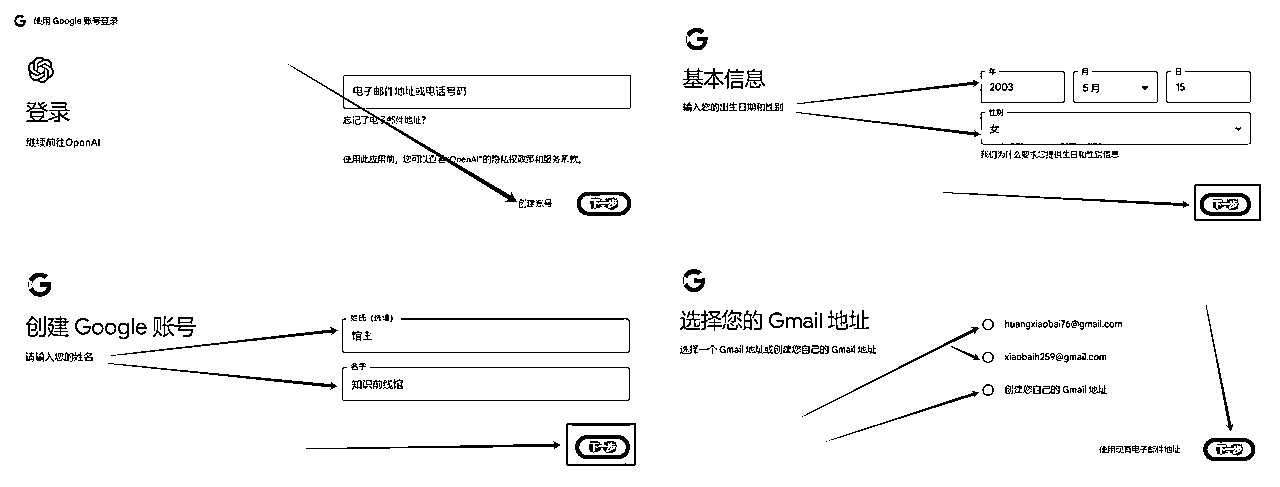 使用 Google 账号登录
登录
继续前往OpenAI
电子邮件地址或电话号码
忘记了电子邮件地址?
使用此应用前，您可以查看“OpenAI”的隐私权政策和服务条款。
创建账号
下一步
基本信息
输入您的出生日期和性别
年
2003
月
5 月
日
15
性别
女
我们为什么要求您提供生日和性别信息
下一步
创建 Google 账号
请输入您的姓名
姓氏 (选填)
馆主
名字
知识前线馆
下一步
选择您的 Gmail 地址
选择一个 Gmail 地址或创建您自己的 Gmail 地址
huangxiaobai76@gmail.com
xiaobaih259@gmail.com
创建您自己的 Gmail 地址
使用现有电子邮件地址
下一步